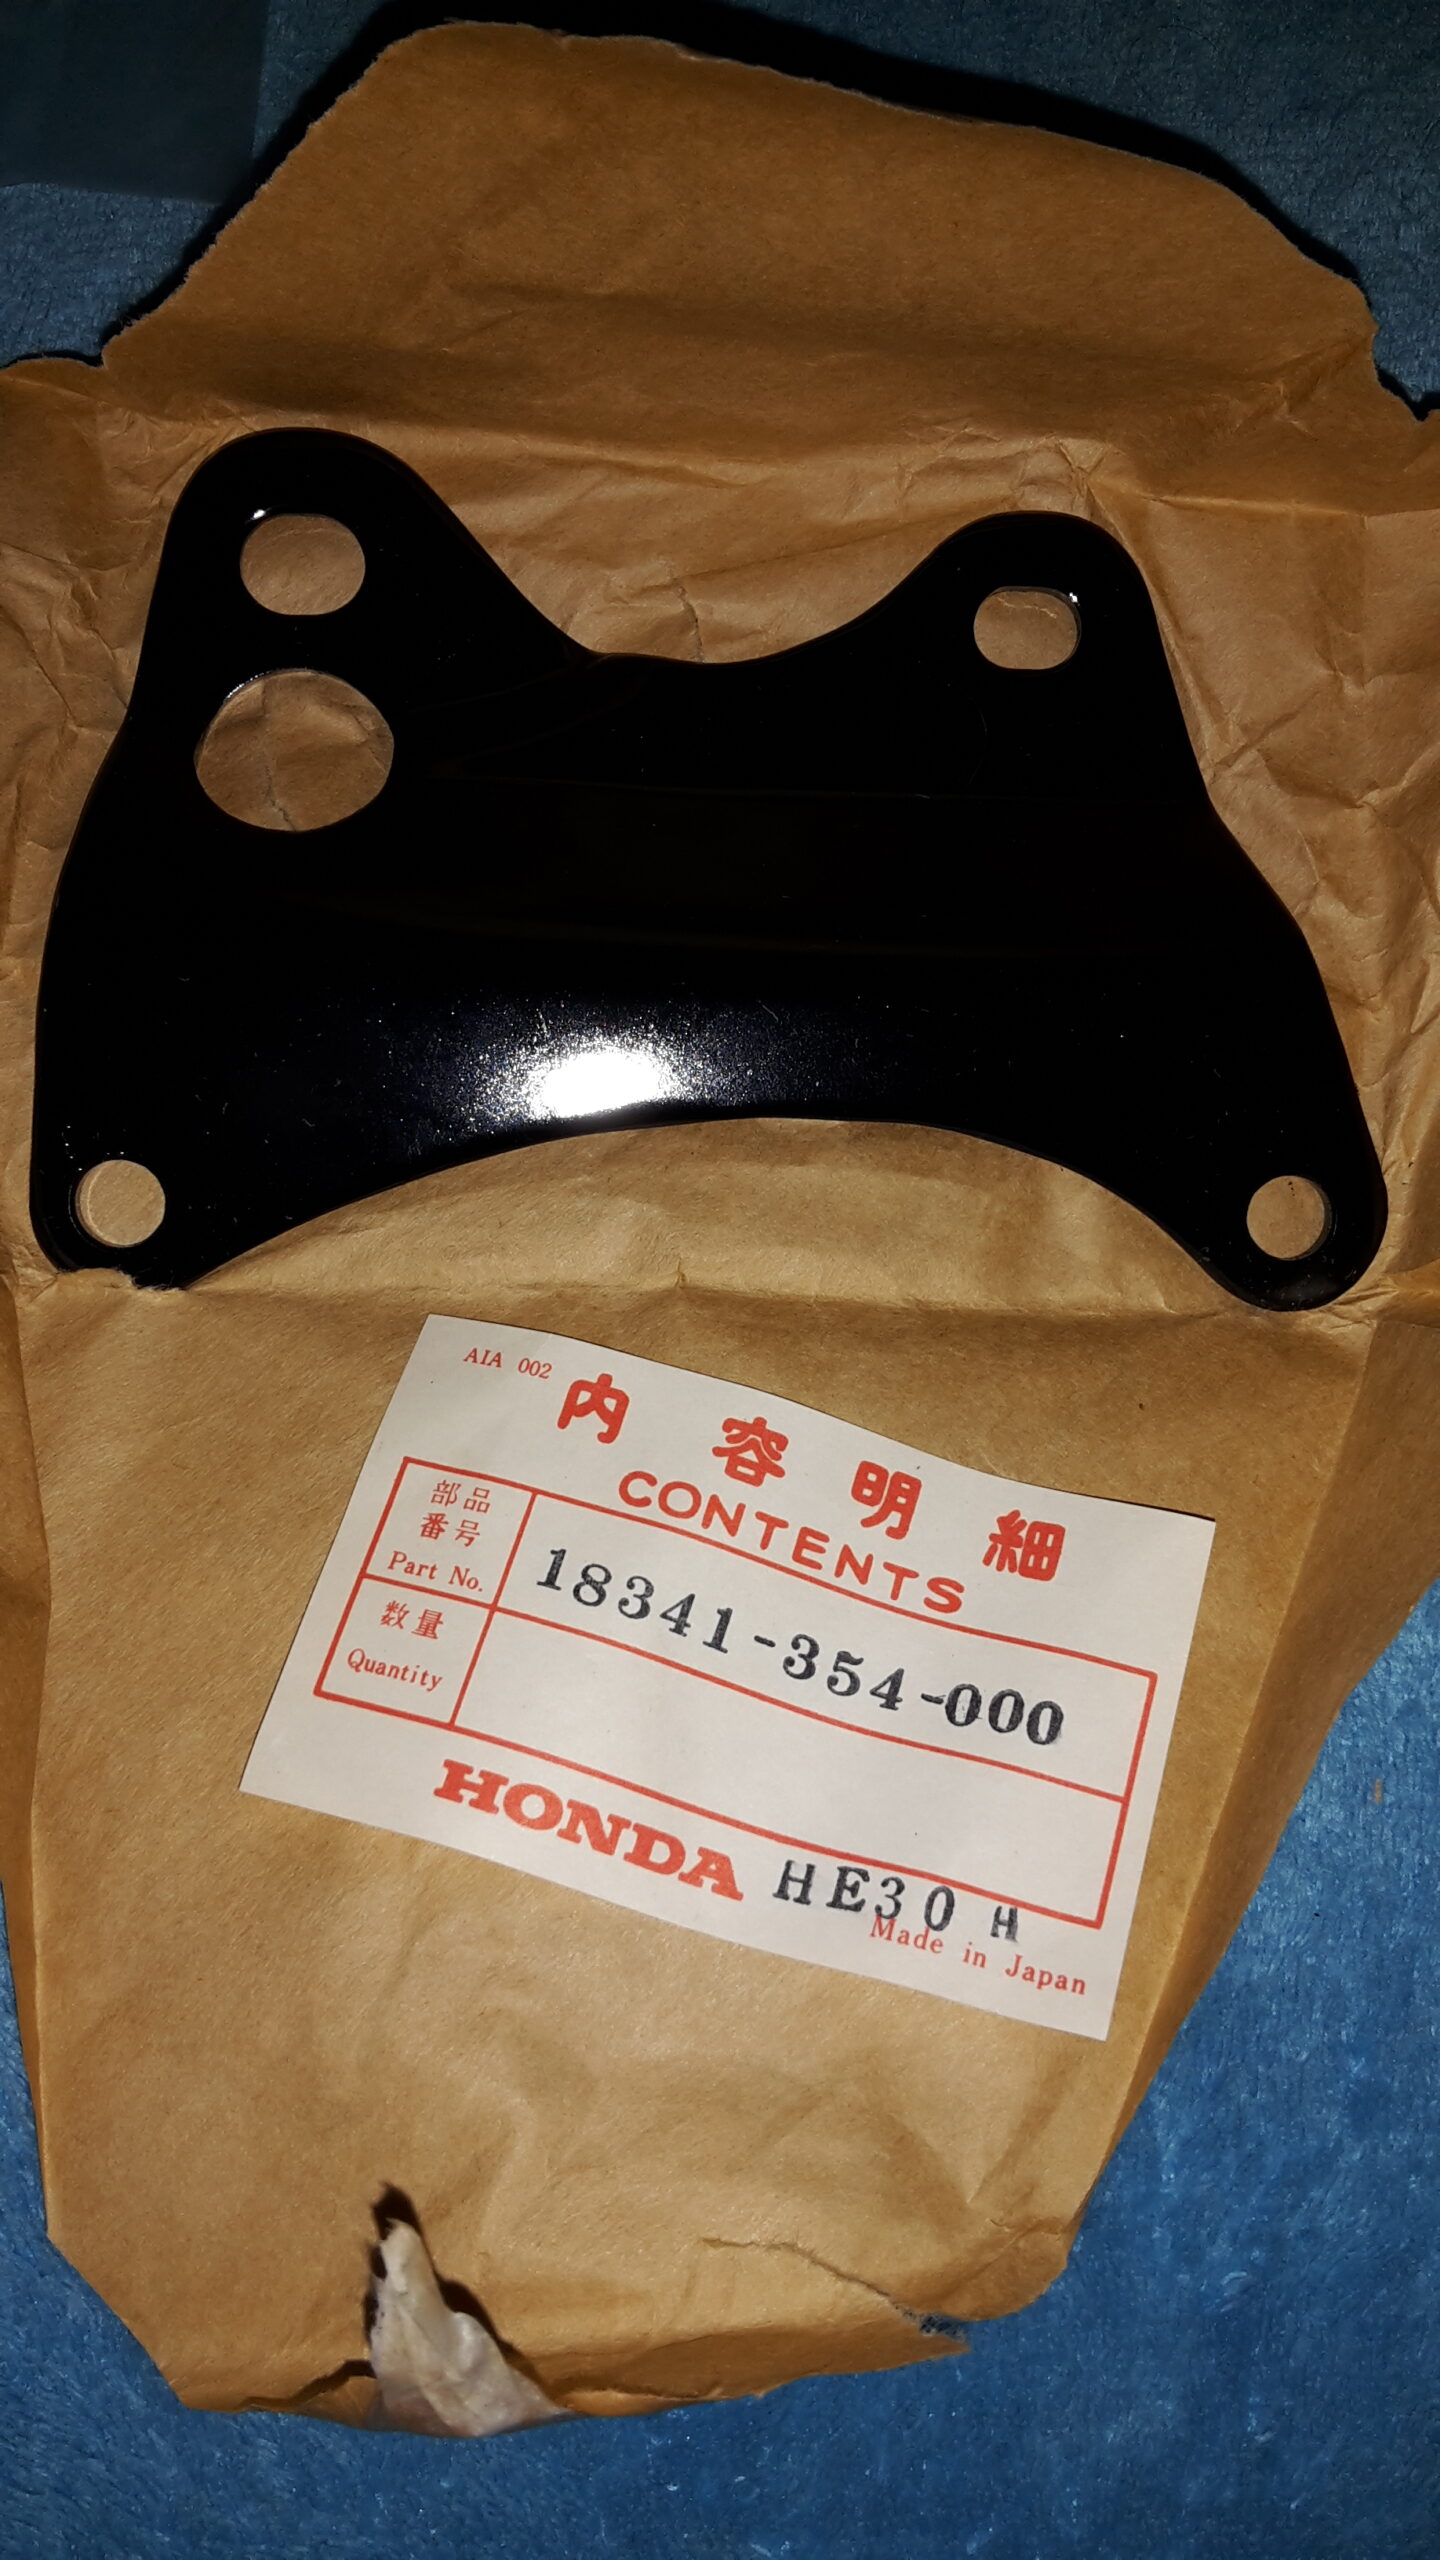 AIA 002
内容明細
CONTENTS
部品
番号
Part No.
18341-354-000
数量
Quantity
HONDA HE30 H
Made in Japan